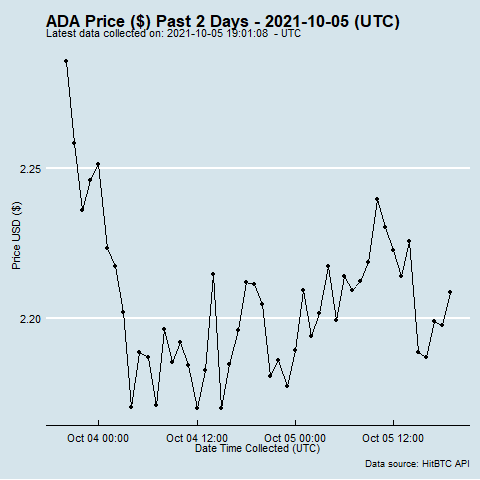 ADA Price ($) Past 2 Days - 2021-10-05 (UTC)
Latest data collected on: 2021-10-05 19:01:08 - UTC
2.25
Price USD ($)
2.20
Oct 04 00:00 Oct 04 12:00 Oct 05 00:00 Oct 05 12:00
Date Time Collected (UTC)
Data source: HitBTC API